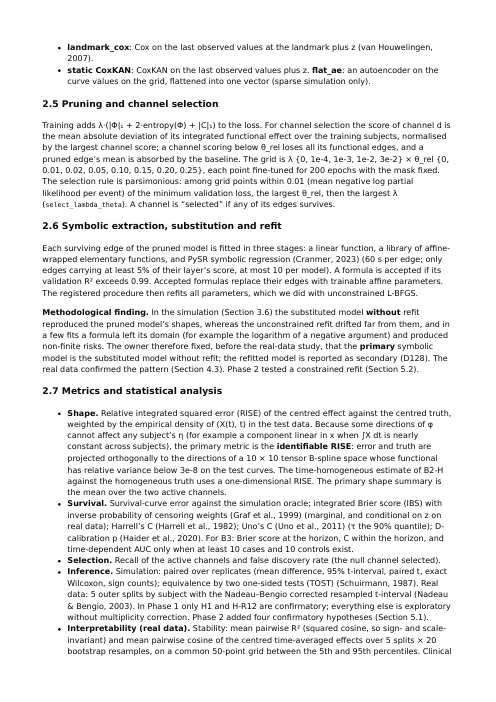 • landmark_cox: Cox on the last observed values at the landmark plus z (van Houwelingen,
2007).
• static CoxKAN: CoxKAN on the last observed values plus z. flat_ae: an autoencoder on the
curve values on the grid, flattened into one vector (sparse simulation only).
2.5 Pruning and channel selection
Training adds λ·(|Φ|₁ + 2·entropy(Φ) + |C|₁) to the loss. For channel selection the score of channel d is
the mean absolute deviation of its integrated functional effect over the training subjects, normalised
by the largest channel score; a channel scoring below θ_rel loses all its functional edges, and a
pruned edge’s mean is absorbed by the baseline. The grid is λ {0, 1e-4, 1e-3, 1e-2, 3e-2} × θ_rel {0,
0.01, 0.02, 0.05, 0.10, 0.15, 0.20, 0.25}, each point fine-tuned for 200 epochs with the mask fixed.
The selection rule is parsimonious: among grid points within 0.01 (mean negative log partial
likelihood per event) of the minimum validation loss, the largest θ_rel, then the largest λ
(select_lambda_theta). A channel is “selected” if any of its edges survives.
2.6 Symbolic extraction, substitution and refit
Each surviving edge of the pruned model is fitted in three stages: a linear function, a library of affine-
wrapped elementary functions, and PySR symbolic regression (Cranmer, 2023) (60 s per edge; only
edges carrying at least 5% of their layer’s score, at most 10 per model). A formula is accepted if its
validation R² exceeds 0.99. Accepted formulas replace their edges with trainable affine parameters.
The registered procedure then refits all parameters, which we did with unconstrained L-BFGS.
Methodological finding. In the simulation (Section 3.6) the substituted model without refit
reproduced the pruned model’s shapes, whereas the unconstrained refit drifted far from them, and in
a few fits a formula left its domain (for example the logarithm of a negative argument) and produced
non-finite risks. The owner therefore fixed, before the real-data study, that the primary symbolic
model is the substituted model without refit; the refitted model is reported as secondary (D128). The
real data confirmed the pattern (Section 4.3). Phase 2 tested a constrained refit (Section 5.2).
2.7 Metrics and statistical analysis
• Shape. Relative integrated squared error (RISE) of the centred effect against the centred truth,
weighted by the empirical density of (X(t), t) in the test data. Because some directions of φ
cannot affect any subject’s η (for example a component linear in x when ∫X dt is nearly
constant across subjects), the primary metric is the identifiable RISE: error and truth are
projected orthogonally to the directions of a 10 × 10 tensor B-spline space whose functional
has relative variance below 3e-8 on the test curves. The time-homogeneous estimate of B2-H
against the homogeneous truth uses a one-dimensional RISE. The primary shape summary is
the mean over the two active channels.
• Survival. Survival-curve error against the simulation oracle; integrated Brier score (IBS) with
inverse probability of censoring weights (Graf et al., 1999) (marginal, and conditional on z on
real data); Harrell’s C (Harrell et al., 1982); Uno’s C (Uno et al., 2011) (τ the 90% quantile); D-
calibration p (Haider et al., 2020). For B3: Brier score at the horizon, C within the horizon, and
time-dependent AUC only when at least 10 cases and 10 controls exist.
• Selection. Recall of the active channels and false discovery rate (the null channel selected).
• Inference. Simulation: paired over replicates (mean difference, 95% t-interval, paired t, exact
Wilcoxon, sign counts); equivalence by two one-sided tests (TOST) (Schuirmann, 1987). Real
data: 5 outer splits by subject with the Nadeau–Bengio corrected resampled t-interval (Nadeau
& Bengio, 2003). In Phase 1 only H1 and H-R12 are confirmatory; everything else is exploratory
without multiplicity correction. Phase 2 added four confirmatory hypotheses (Section 5.1).
• Interpretability (real data). Stability: mean pairwise R² (squared cosine, so sign- and scale-
invariant) and mean pairwise cosine of the centred time-averaged effects over 5 splits × 20
bootstrap resamples, on a common 50-point grid between the 5th and 95th percentiles. Clinical